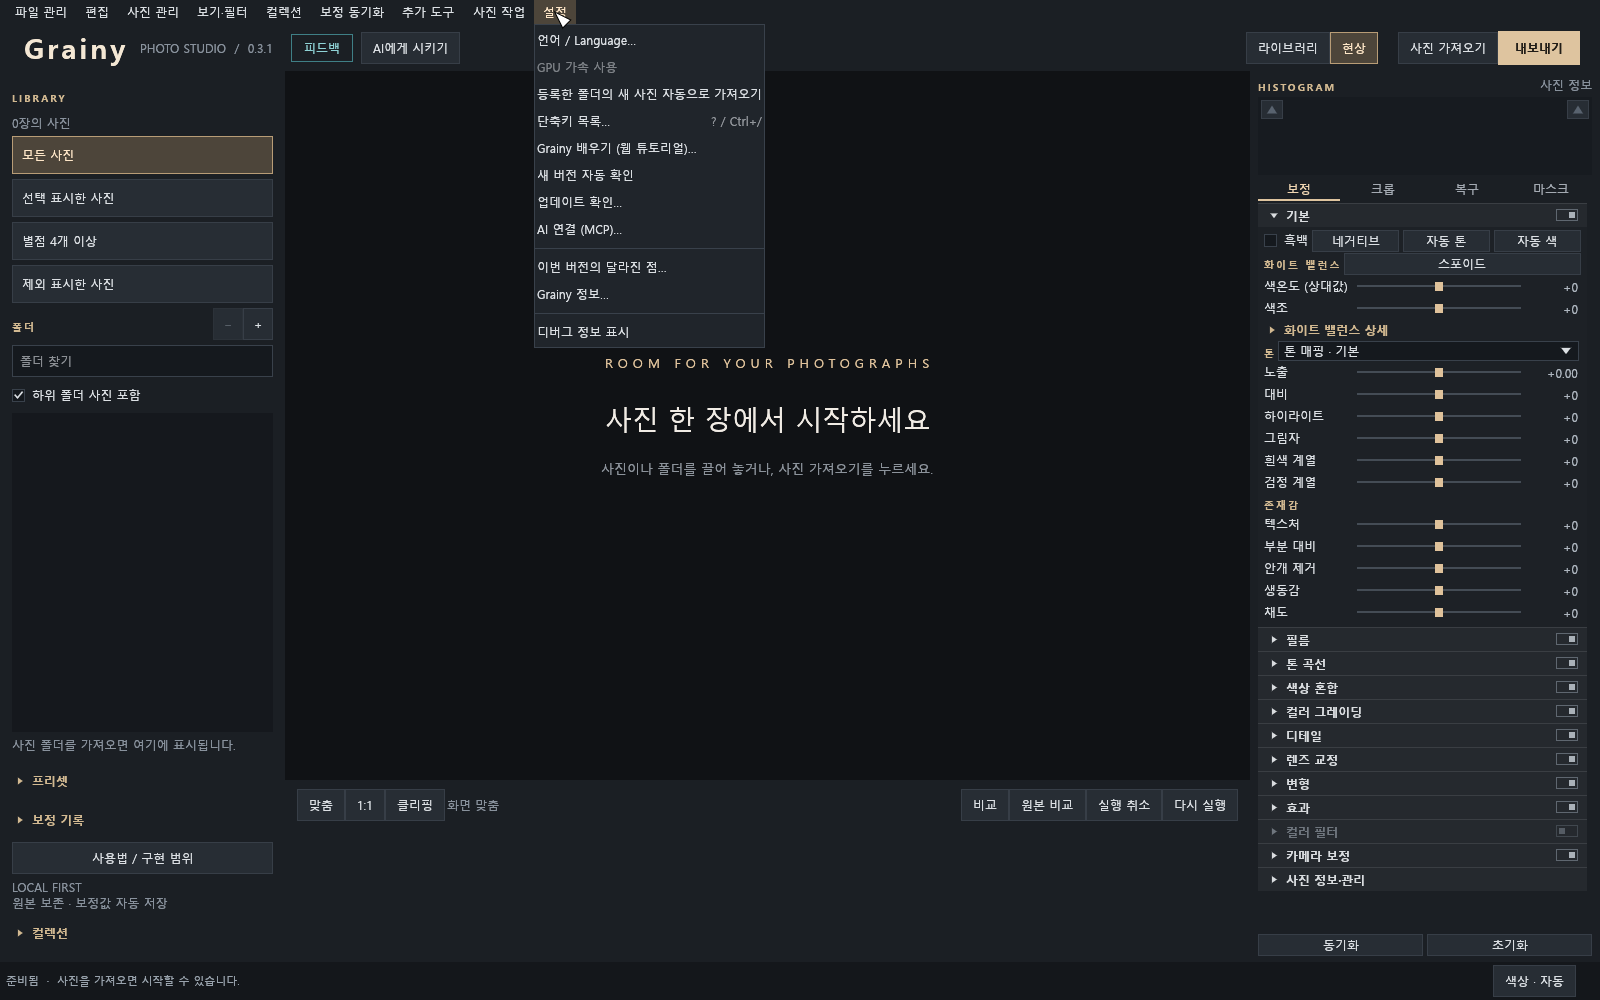 파일 관리 편집 사진 관리 보기·필터 컬렉션 보정 동기화 추가 도구 사진 작업 설정
Grainy PHOTO STUDIO / 0.3.1 피드백 AI에게 시키기 라이브러리 현상 사진 가져오기 내보내기
언어 / Language...
GPU 가속 사용
등록한 폴더의 새 사진 자동으로 가져오기
단축키 목록... ? / Ctrl+/
Grainy 배우기 (웹 튜토리얼)...
새 버전 자동 확인
업데이트 확인...
AI 연결 (MCP)...
이번 버전의 달라진 점...
Grainy 정보...
디버그 정보 표시
LIBRARY
0장의 사진
모든 사진
선택 표시한 사진
별점 4개 이상
제외 표시한 사진
폴더 − +
폴더 찾기
하위 폴더 사진 포함
사진 폴더를 가져오면 여기에 표시됩니다.
프리셋
보정 기록
사용법 / 구현 범위
LOCAL FIRST
원본 보존 · 보정값 자동 저장
컬렉션
ROOM FOR YOUR PHOTOGRAPHS
사진 한 장에서 시작하세요
사진이나 폴더를 끌어 놓거나, 사진 가져오기를 누르세요.
맞춤 1:1 클리핑 화면 맞춤 비교 원본 비교 실행 취소 다시 실행
HISTOGRAM 사진 정보
보정 크롭 복구 마스크
기본
흑백 네거티브 자동 톤 자동 색
화이트 밸런스 스포이드
색온도 (상대값) +0
색조 +0
화이트 밸런스 상세
톤 톤 매핑 · 기본
노출 +0.00
대비 +0
하이라이트 +0
그림자 +0
흰색 계열 +0
검정 계열 +0
존재감
텍스처 +0
부분 대비 +0
안개 제거 +0
생동감 +0
채도 +0
필름
톤 곡선
색상 혼합
컬러 그레이딩
디테일
렌즈 교정
변형
효과
컬러 필터
카메라 보정
사진 정보·관리
동기화 초기화
준비됨 · 사진을 가져오면 시작할 수 있습니다. 색상 · 자동